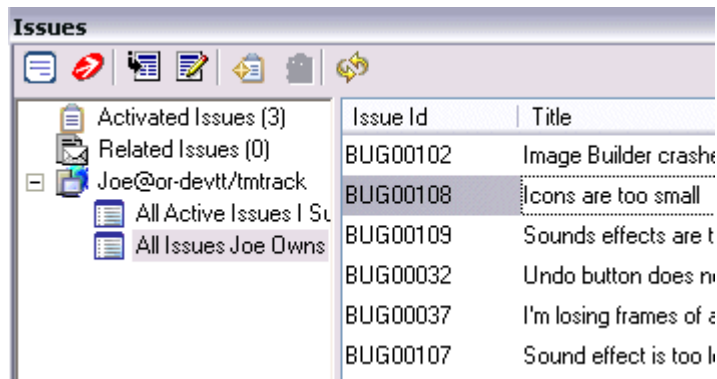 Issues
Activated Issues (3)
Related Issues (0)
Joe@or-devtt/tmtrack
All Active Issues I Su
All Issues Joe Owns
Issue Id Title
BUG00102 Image Builder crashe
BUG00108 Icons are too small
BUG00109 Sounds effects are t
BUG00032 Undo button does n
BUG00037 I'm losing frames of a
BUG00107 Sound effect is too l